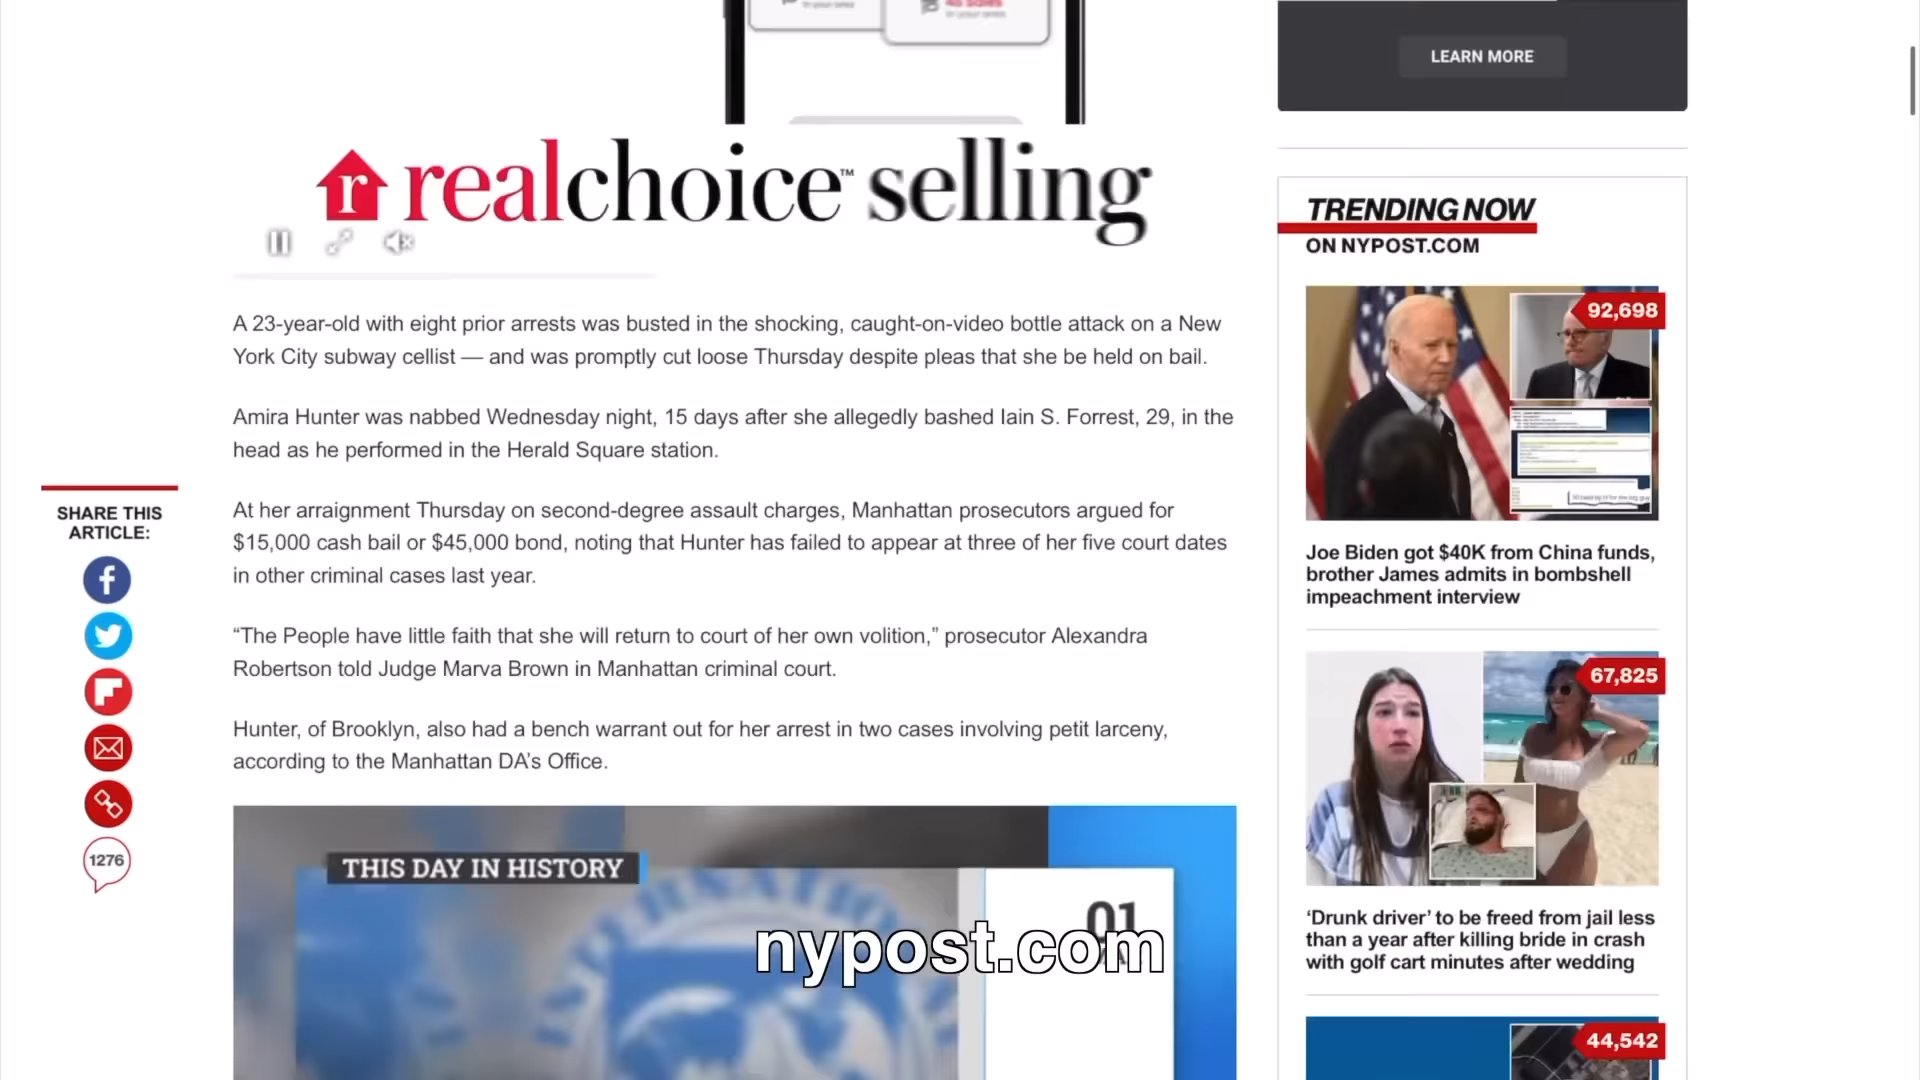 48 Sales
In your area
In your area
LEARN MORE
r realchoice™ selling
TRENDING NOW
ON NYPOST.COM
92,698
A 23-year-old with eight prior arrests was busted in the shocking, caught-on-video bottle attack on a New
York City subway cellist — and was promptly cut loose Thursday despite pleas that she be held on bail.
Amira Hunter was nabbed Wednesday night, 15 days after she allegedly bashed Iain S. Forrest, 29, in the
head as he performed in the Herald Square station.
SHARE THIS
ARTICLE:
At her arraignment Thursday on second-degree assault charges, Manhattan prosecutors argued for
$15,000 cash bail or $45,000 bond, noting that Hunter has failed to appear at three of her five court dates
in other criminal cases last year.
Joe Biden got $40K from China funds,
brother James admits in bombshell
impeachment interview
“The People have little faith that she will return to court of her own volition,” prosecutor Alexandra
Robertson told Judge Marva Brown in Manhattan criminal court.
67,825
Hunter, of Brooklyn, also had a bench warrant out for her arrest in two cases involving petit larceny,
according to the Manhattan DA’s Office.
1276
THIS DAY IN HISTORY
01
nypost.com
‘Drunk driver’ to be freed from jail less
than a year after killing bride in crash
with golf cart minutes after wedding
44,542